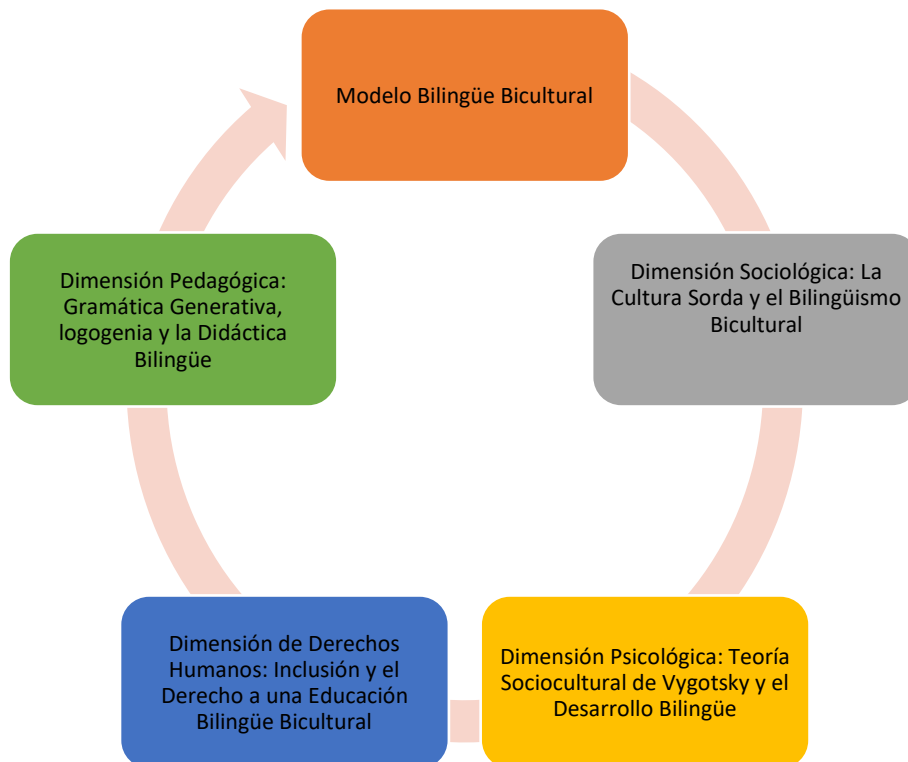 Modelo Bilingüe Bicultural
Dimensión Sociológica: La
Cultura Sorda y el Bilingüismo
Bicultural
Dimensión Psicológica: Teoría
Sociocultural de Vygotsky y el
Desarrollo Bilingüe
Dimensión de Derechos
Humanos: Inclusión y el
Derecho a una Educación
Bilingüe Bicultural
Dimensión Pedagógica:
Gramática Generativa,
logogenia y la Didáctica
Bilingüe